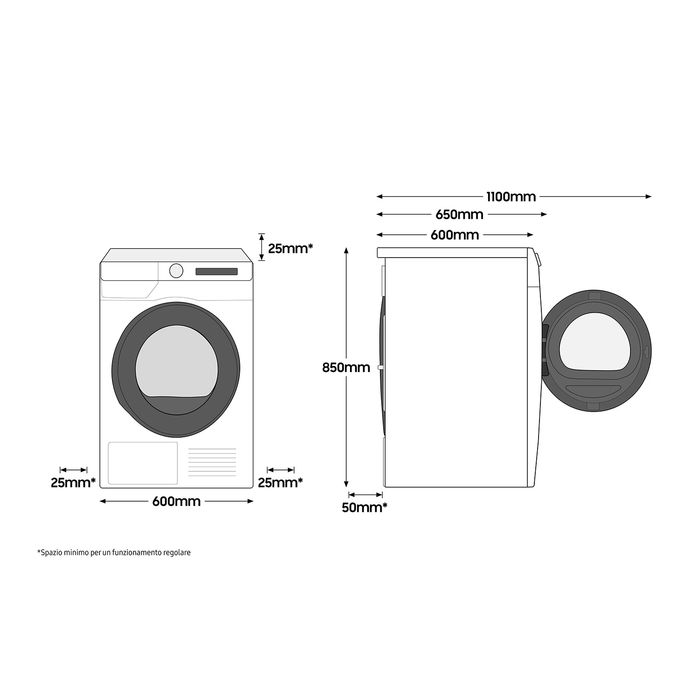 1100mm
650mm
600mm
25mm*
850mm
25mm*
600mm
25mm*
50mm*
*Spazio minimo per un funzionamento regolare